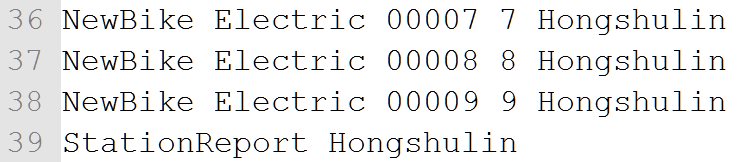 36 NewBike Electric 00007 7 Hongshulin
37 NewBike Electric 00008 8 Hongshulin
38 NewBike Electric 00009 9 Hongshulin
39 StationReport Hongshulin